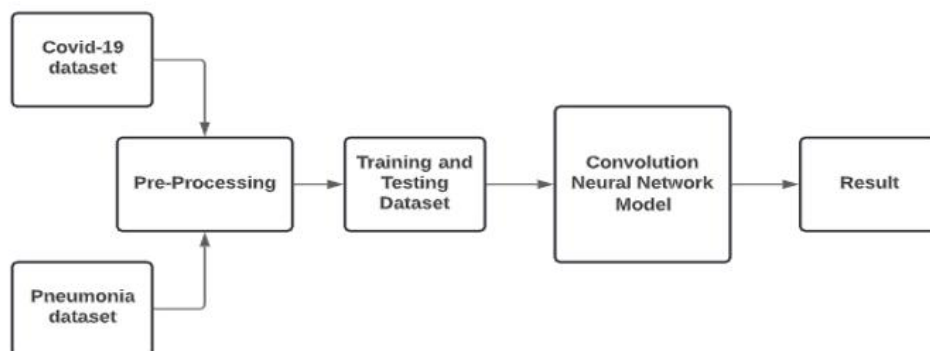 Covid-19
dataset
Pre-Processing
Pneumonia
dataset
Training and
Testing
Dataset
Convolution
Neural Network
Model
Result